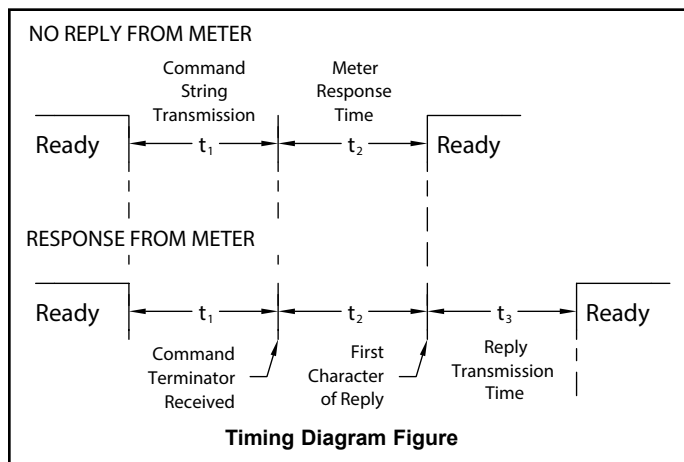 NO REPLY FROM METER
Command
String
Transmission
Meter
Response
Time
Ready
t₁
t₂
Ready
RESPONSE FROM METER
Ready
t₁
t₂
t₃
Ready
Command
Terminator
Received
First
Character
of Reply
Reply
Transmission
Time
Timing Diagram Figure